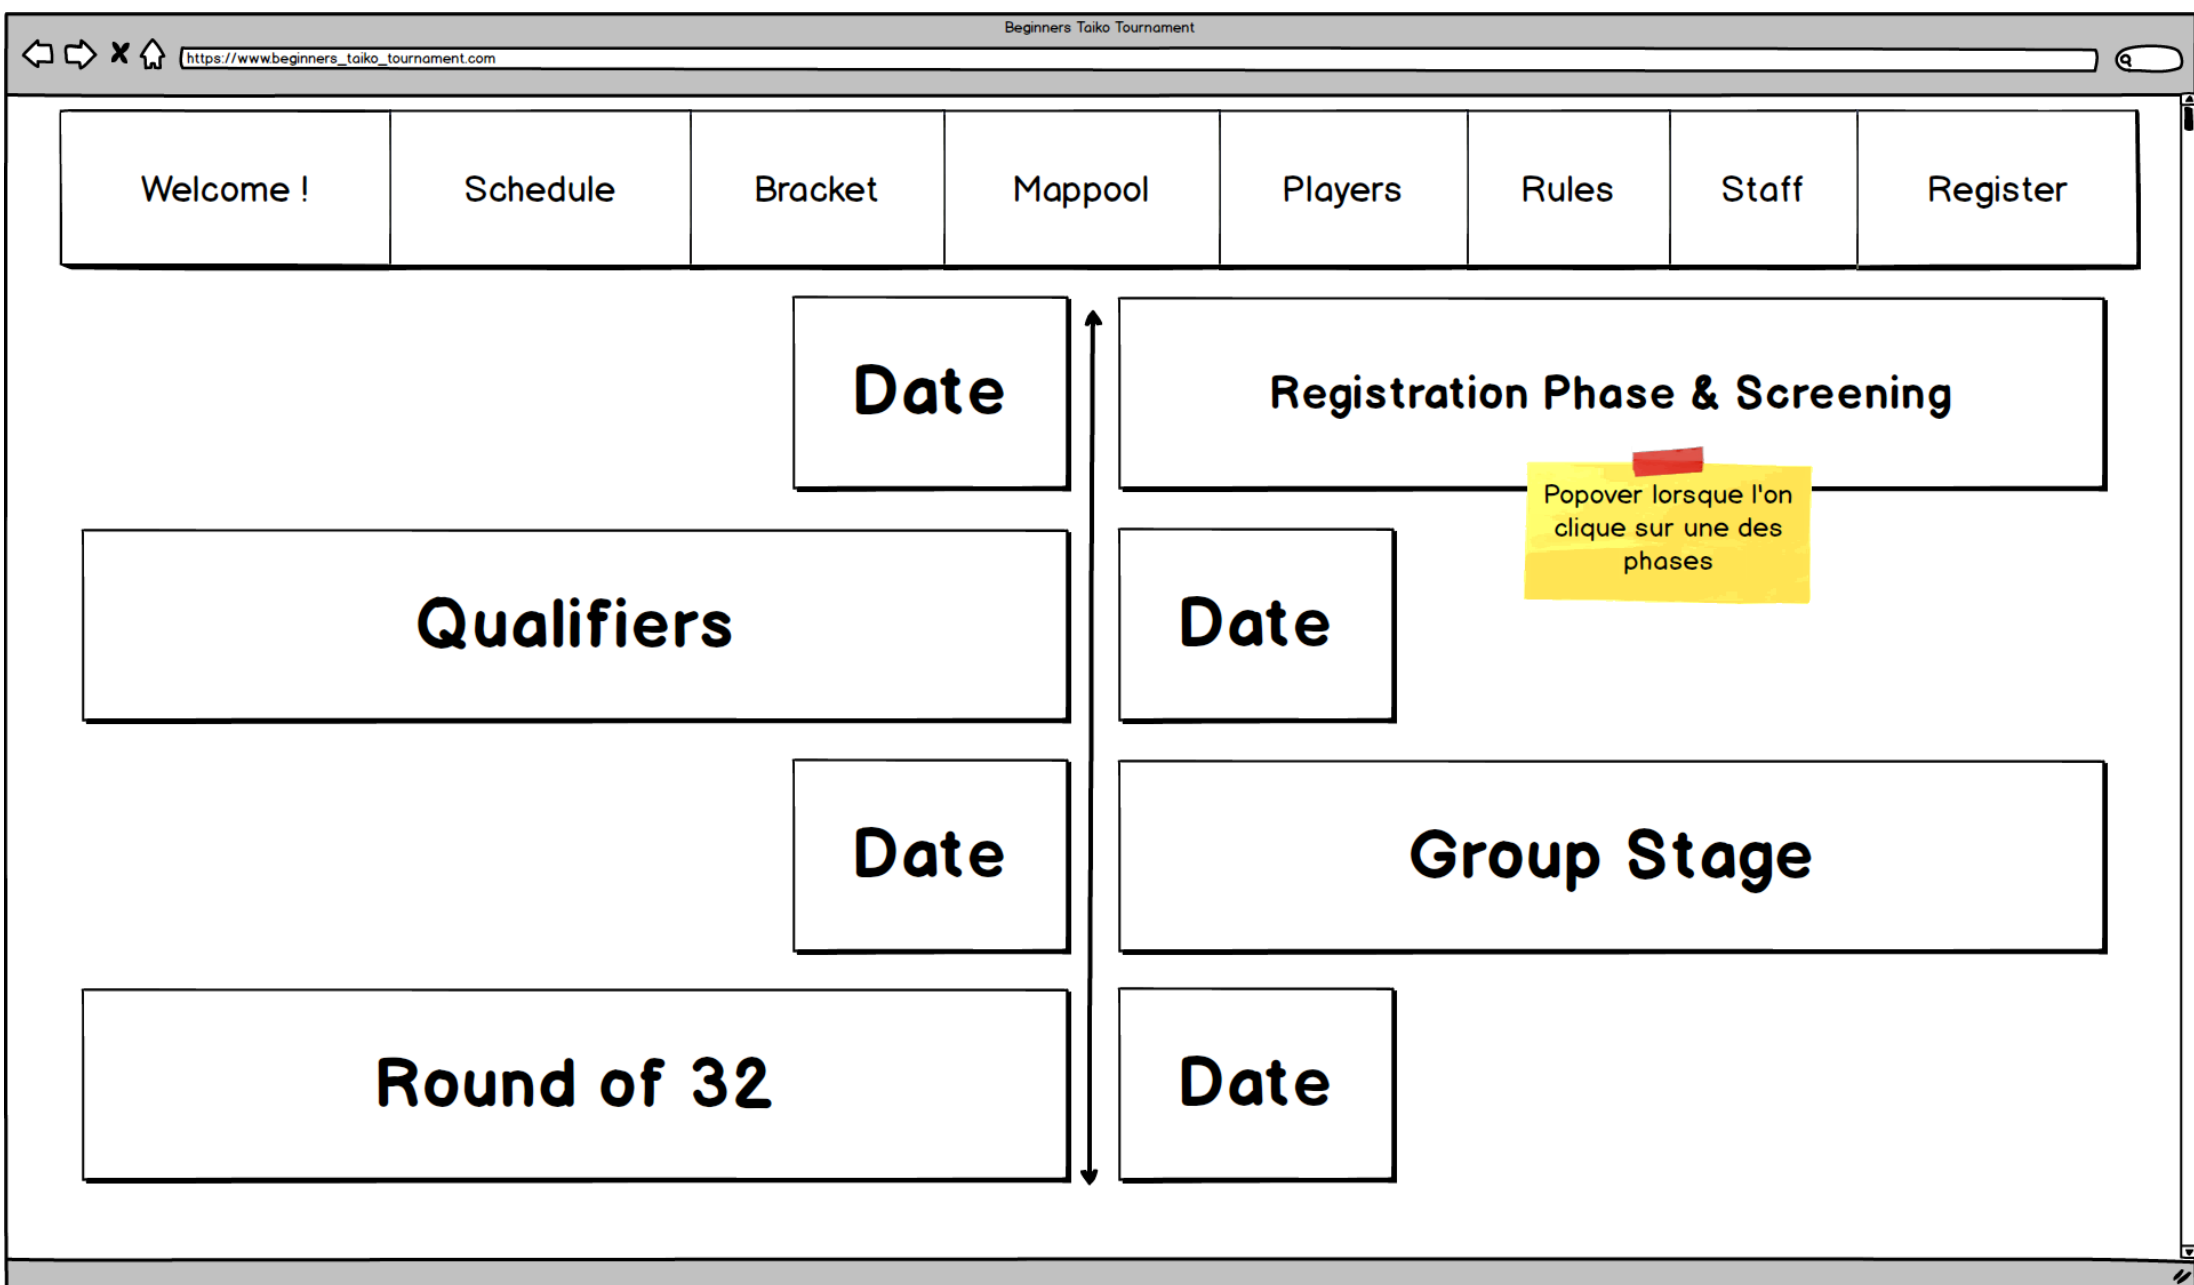 Beginners Taiko Tournament
https://www.beginners_taiko_tournament.com
Welcome !
Schedule
Bracket
Mappool
Players
Rules
Staff
Register
Date
Registration Phase & Screening
Popover lorsque l'on
clique sur une des
phases
Qualifiers
Date
Date
Group Stage
Round of 32
Date